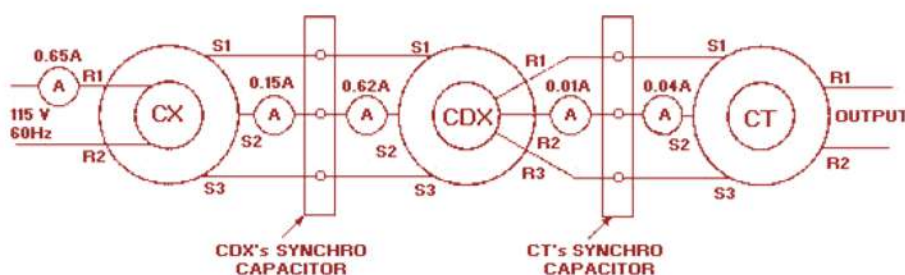 0.65A
A
R1
115 V
60Hz
R2
CX
S1
S2
S3
0.15A
A
0.62A
A
CDX's SYNCHRO
CAPACITOR
S1
S2
S3
CDX
R1
R2
R3
0.01A
A
0.04A
A
CT's SYNCHRO
CAPACITOR
S1
S2
S3
CT
R1
OUTPUT
R2